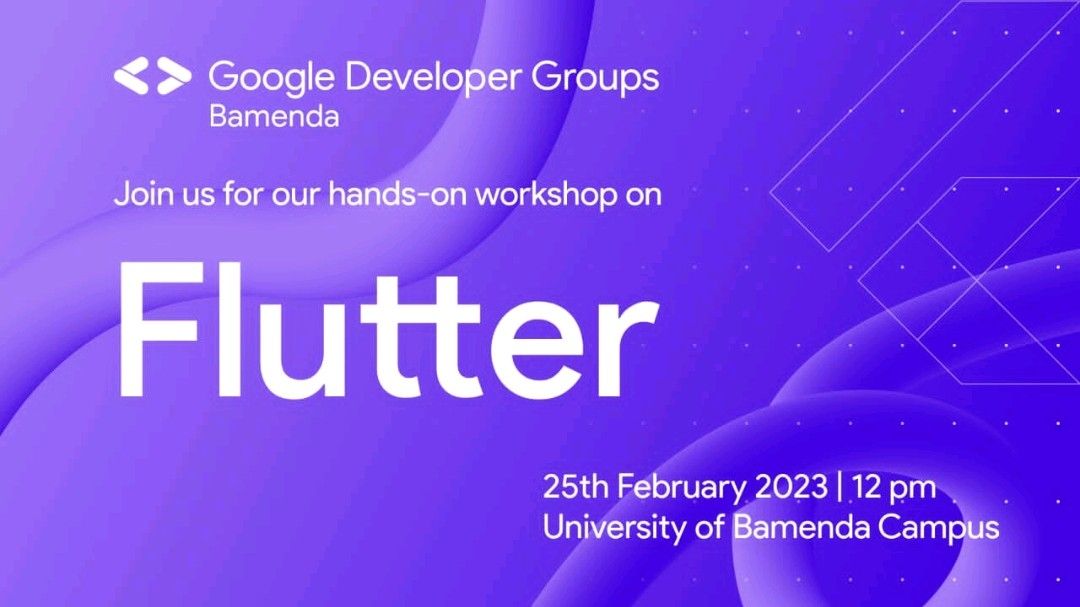 Google Developer Groups
Bamenda
Join us for our hands-on workshop on
Flutter
25th February 2023 | 12 pm
University of Bamenda Campus